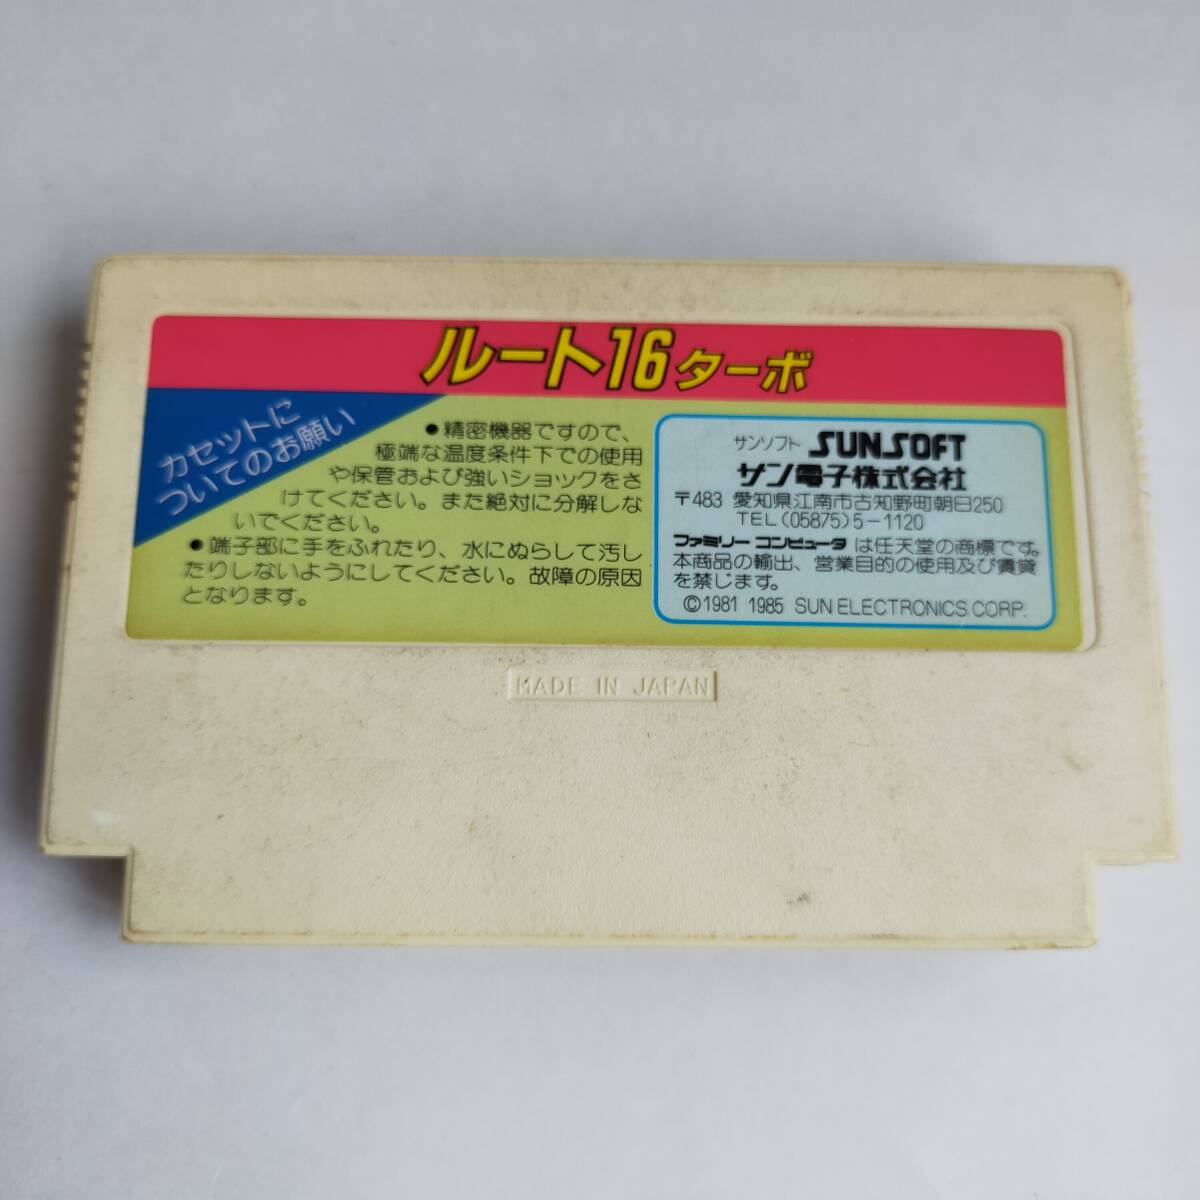 ルート16ターボ
カセットに
ついてのお願い
●精密機器ですので、
極端な温度条件下での使用
や保管および強いショックをさ
けてください。また絶対に分解しな
いでください。
●端子部に手をふれたり、水にぬらして汚し
たりしないようにしてください。故障の原因
となります。
サンソフト SUNSOFT
サン電子株式会社
〒483 愛知県江南市古知野町朝日250
TEL(05875)5-1120
ファミリー コンピュータ は任天堂の商標です。
本商品の輸出、営業目的の使用及び賃貸
を禁じます。
©1981 1985 SUN ELECTRONICS CORP.
MADE IN JAPAN